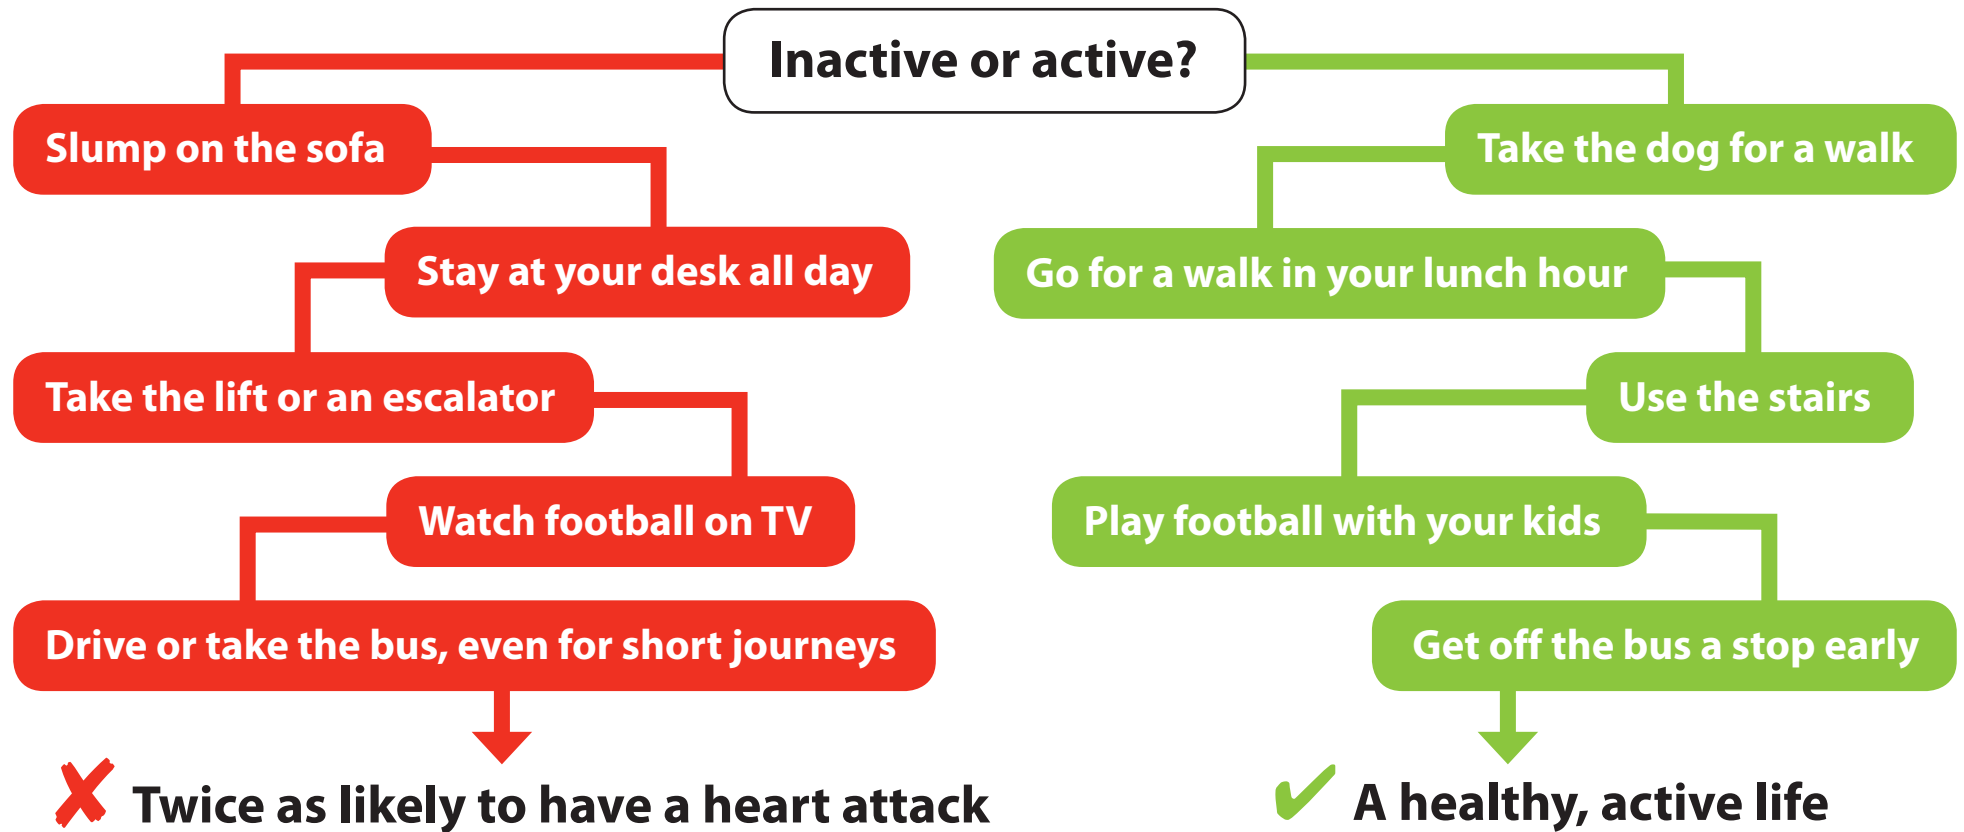 Inactive or active?
Slump on the sofa
Stay at your desk all day
Take the lift or an escalator
Watch football on TV
Drive or take the bus, even for short journeys
Twice as likely to have a heart attack
Take the dog for a walk
Go for a walk in your lunch hour
Use the stairs
Play football with your kids
Get off the bus a stop early
A healthy, active life